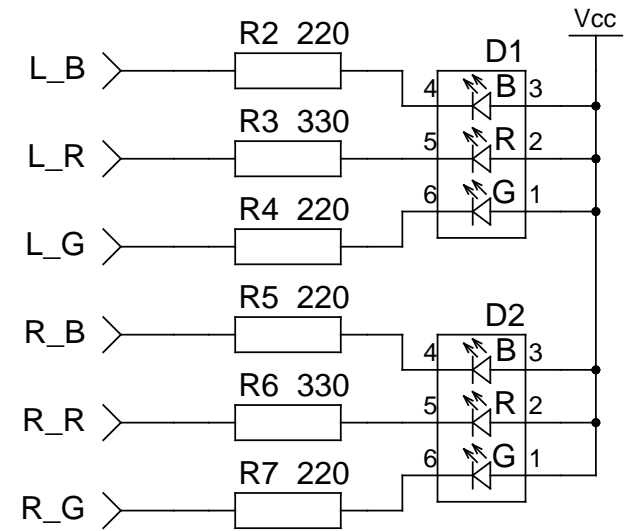 Vcc
R2 220
D1
L_B
4 B 3
R3 330
L_R
5 R 2
R4 220
6 G 1
L_G
R5 220
D2
R_B
4 B 3
R6 330
R_R
5 R 2
R7 220
6 G 1
R_G